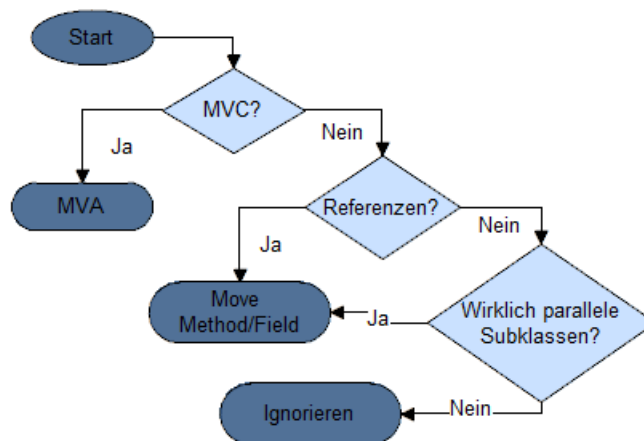 Start
MVC?
Ja
Nein
MVA
Referenzen?
Ja
Nein
Move
Method/Field
Ja
Wirklich parallele
Subklassen?
Ignorieren
Nein